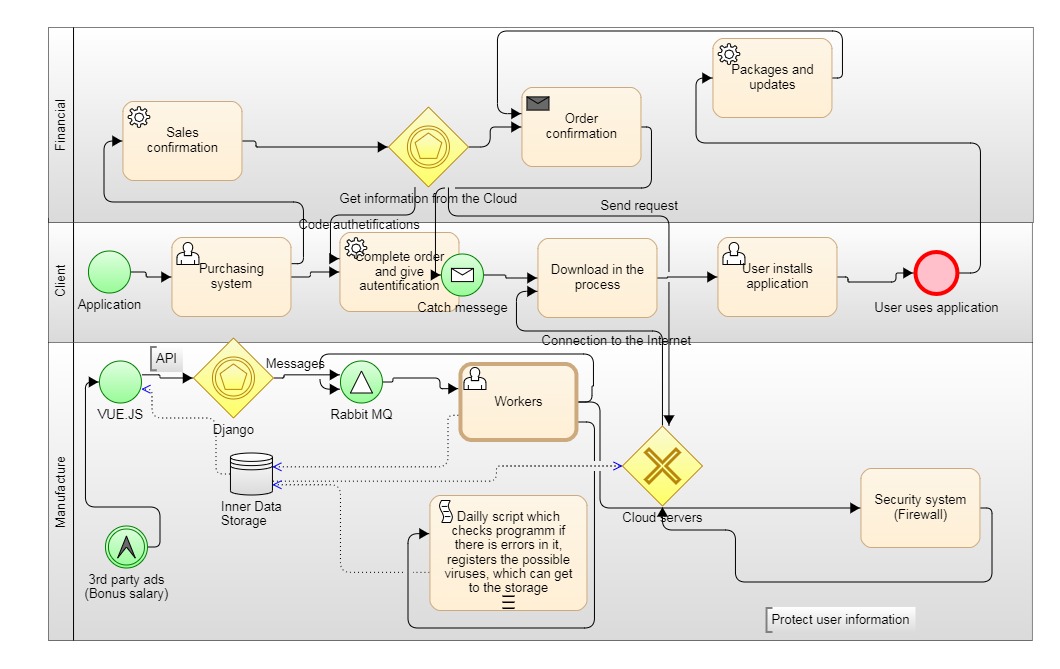 Financial
Sales
confirmation
Order
confirmation
Packages and
updates
Get information from the Cloud
Send request
Code authetifications
Client
Application
Purchasing
system
Complete order
and give
autentification
Catch messege
Download in the
process
User installs
application
User uses application
Connection to the Internet
Manufacture
API
VUE.JS
Django
Messages
Rabbit MQ
Workers
Inner Data
Storage
Cloud servers
Security system
(Firewall)
3rd party ads
(Bonus salary)
Dailly script which
checks programm if
there is errors in it,
registers the possible
viruses, which can get
to the storage
Protect user information